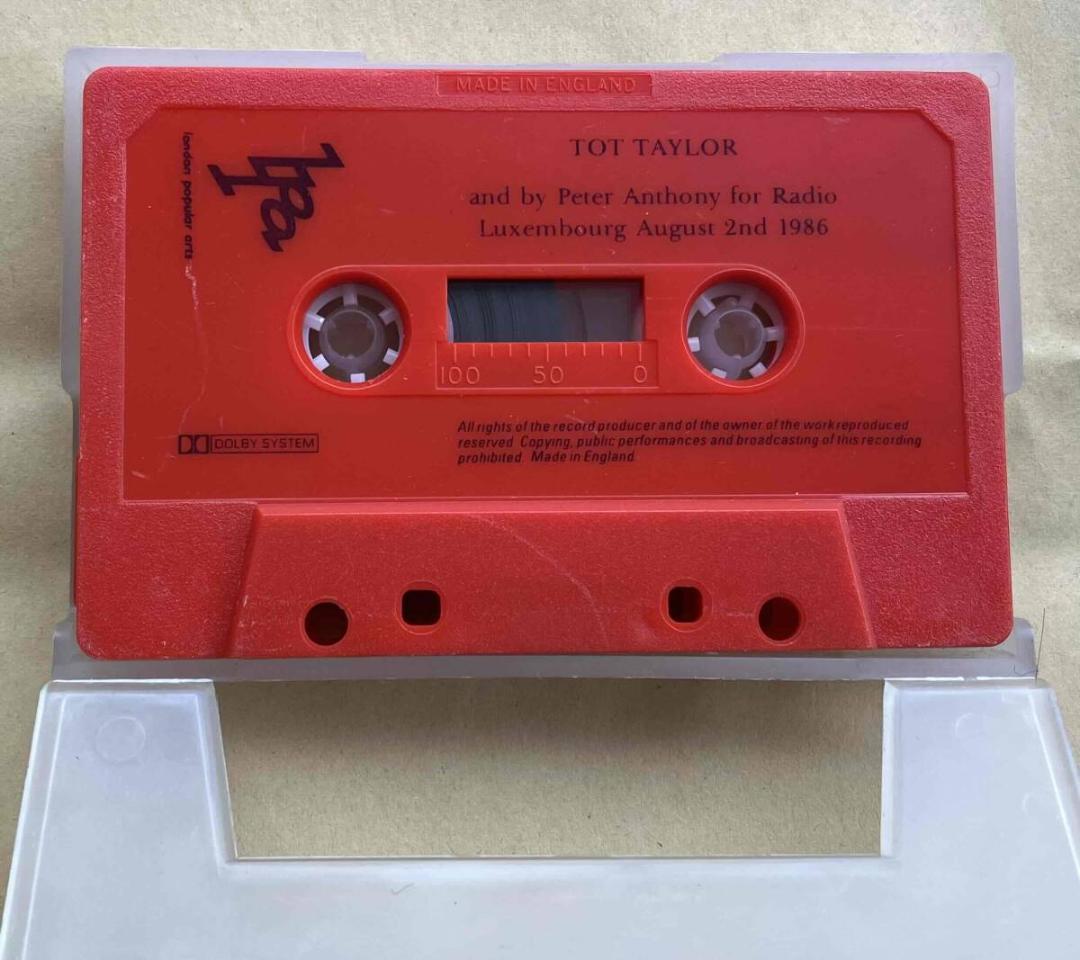 MADE IN ENGLAND
TOT TAYLOR
and by Peter Anthony for Radio
Luxembourg August 2nd 1986
lpa
london popular arts
100 50 0
DOLBY SYSTEM
All rights of the record producer and of the owner of the work reproduced
reserved. Copying, public performances and broadcasting of this recording
prohibited. Made in England